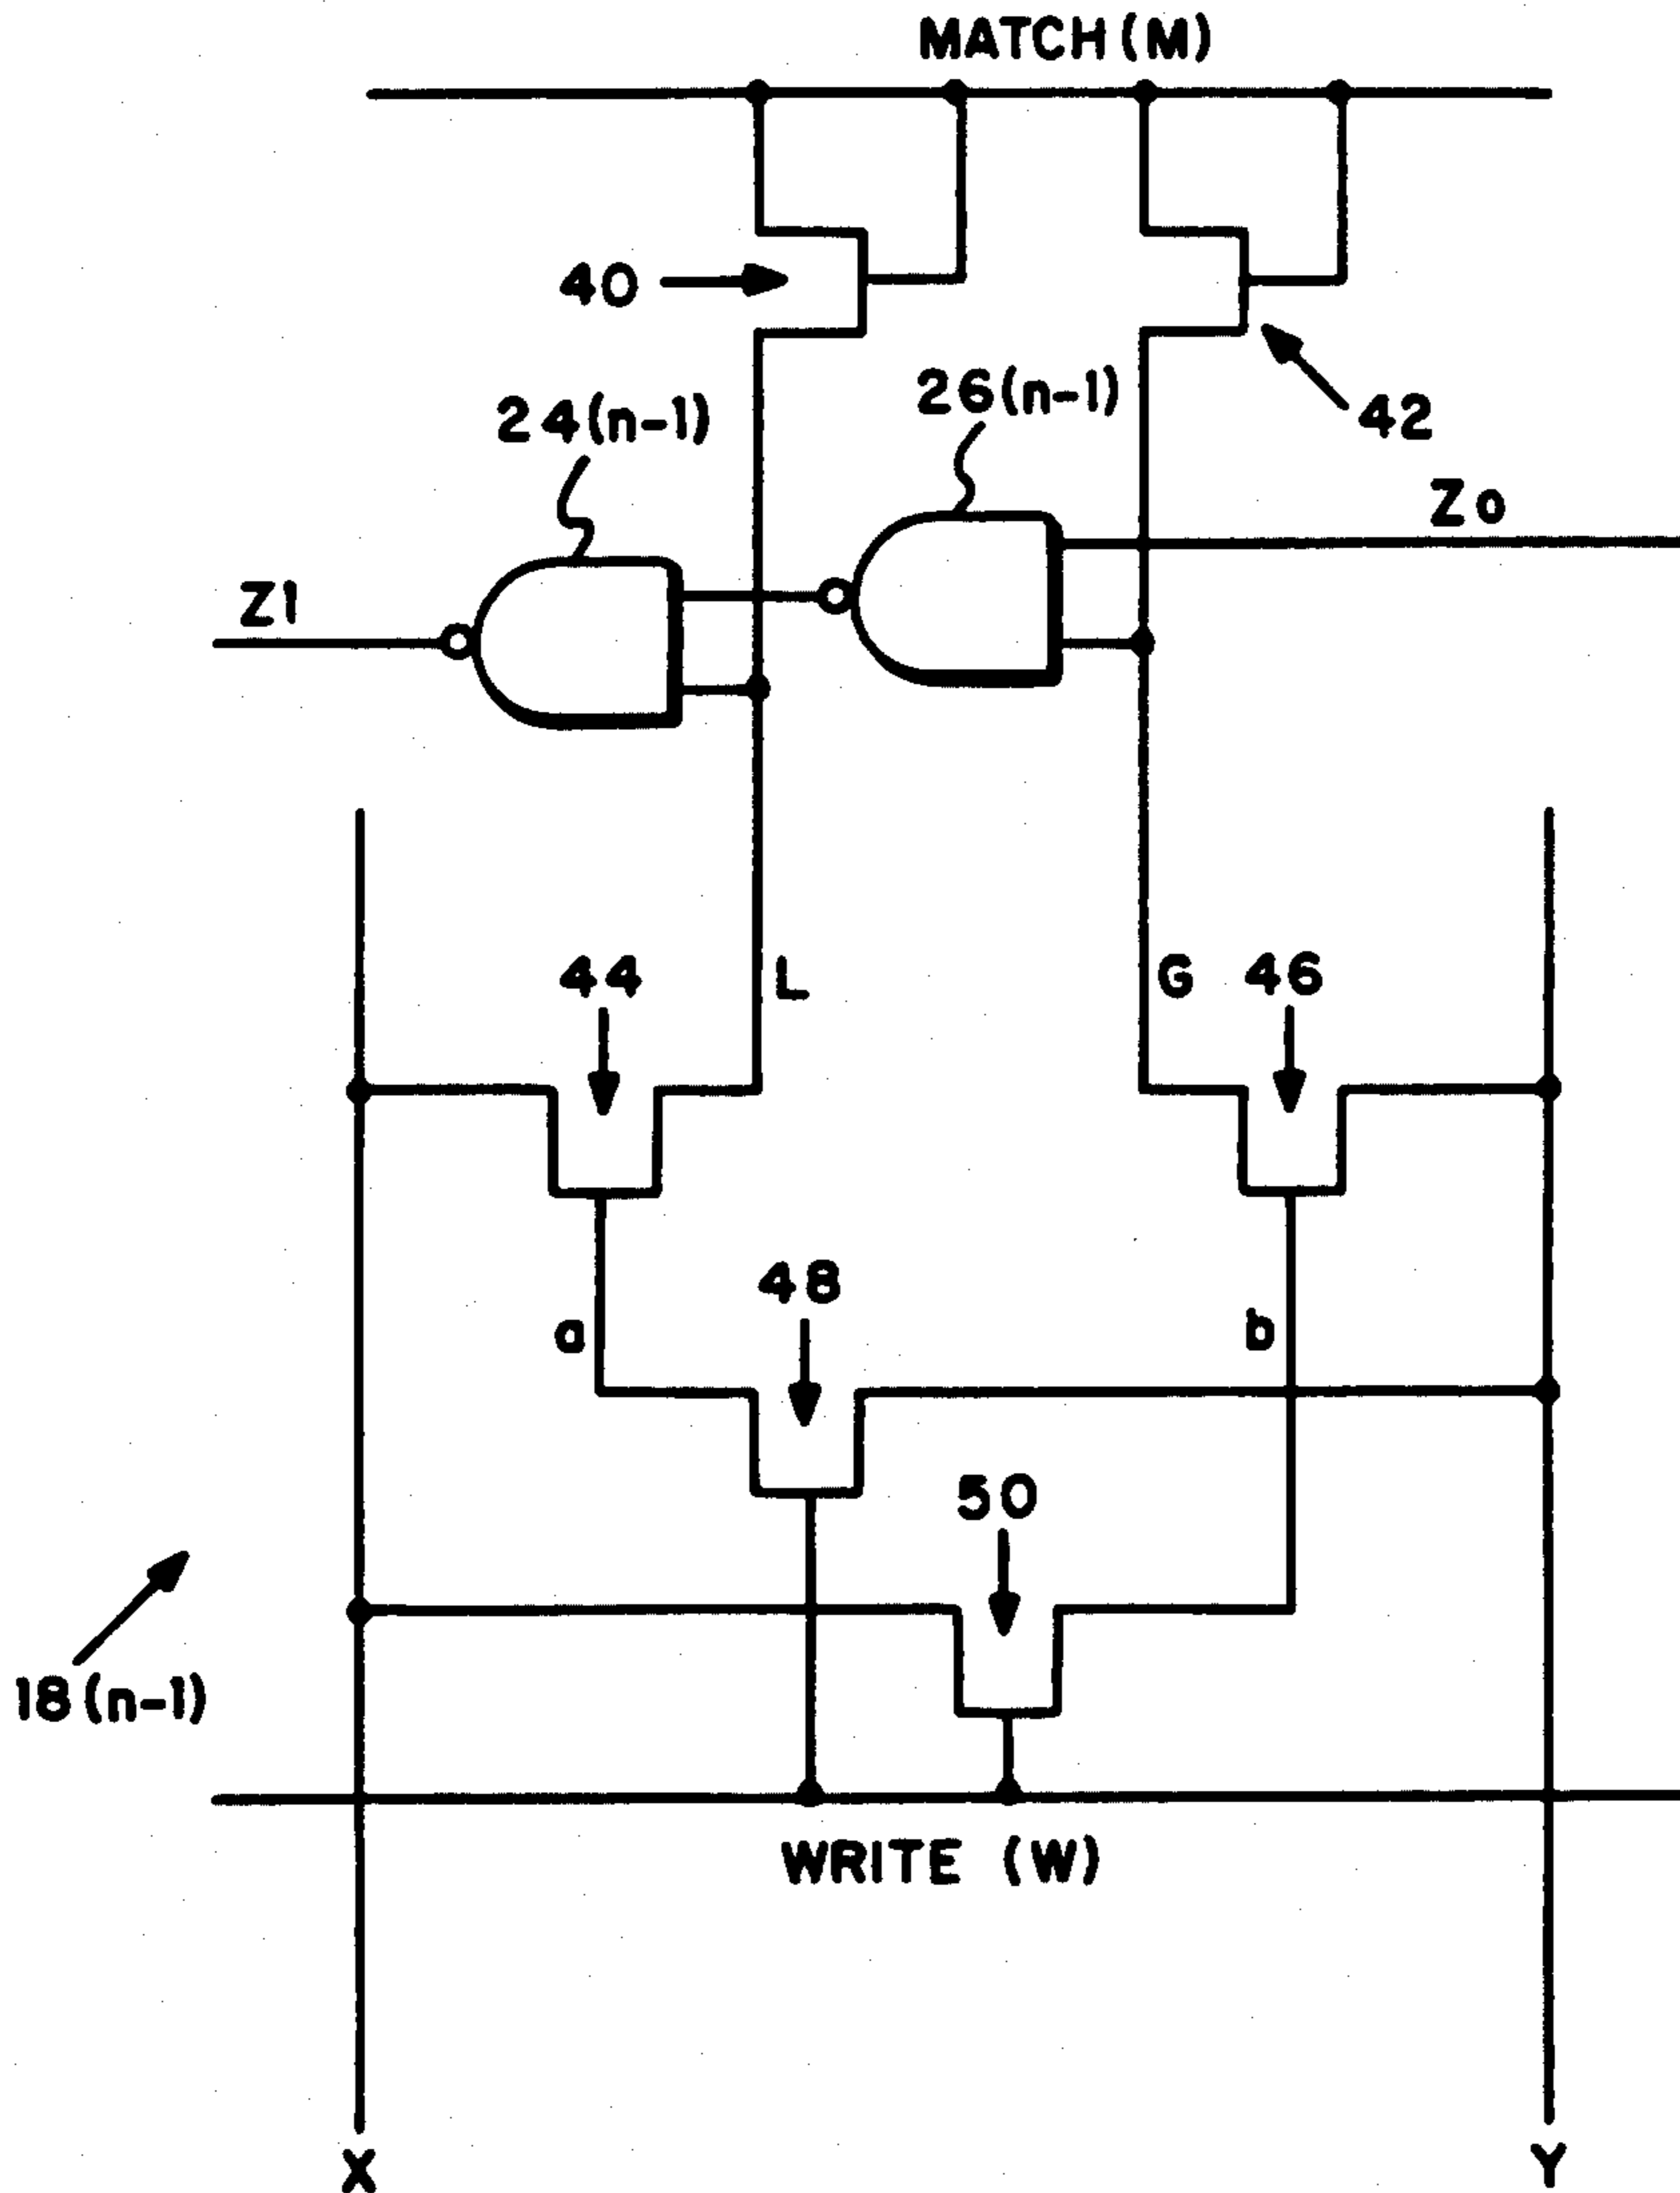 MATCH (M)
40
42
24(n-1)
26(n-1)
Zo
Z1
44
L
G
46
48
a
b
50
18(n-1)
WRITE (W)
X
Y